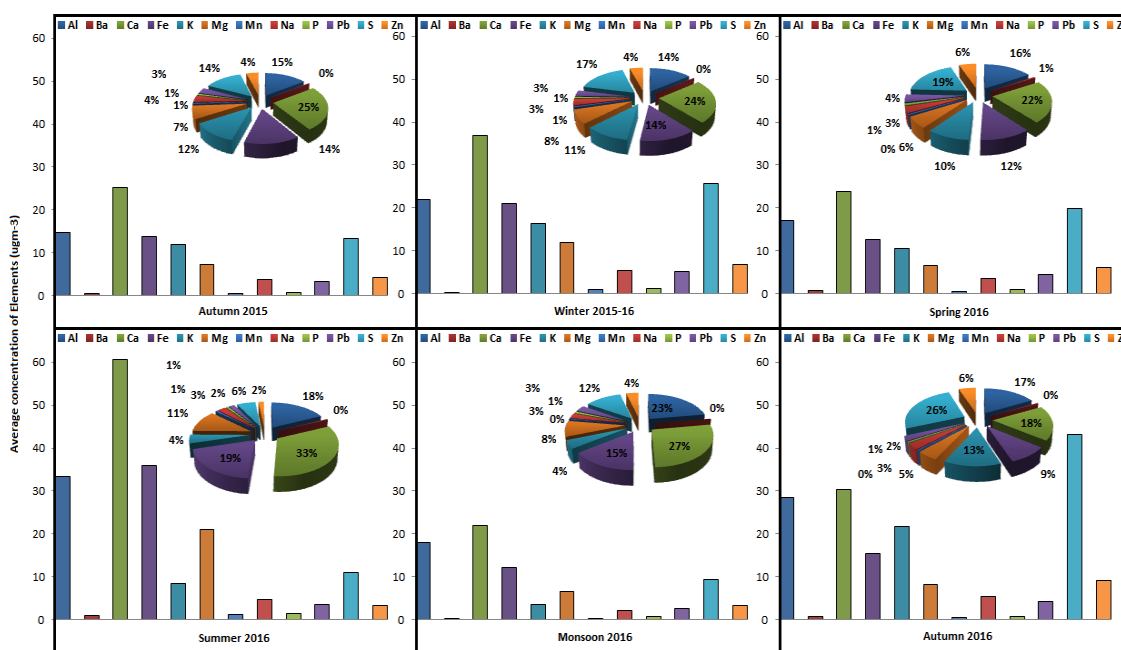 Al Ba Ca Fe K Mg Mn Na P Pb S Zn
60
50
40
30
20
10
0
3% 14% 4% 15% 0%
1%
4% 1% 25%
7%
12% 14%
Autumn 2015
Al Ba Ca Fe K Mg Mn Na P Pb S Zn
60
50
40
30
20
10
0
17% 4% 14% 0%
3%
1%
3% 24%
1% 14%
8% 11%
Winter 2015-16
Al Ba Ca Fe K Mg Mn Na P Pb S Z
60
50
40
30
20
10
0
6% 16% 1%
19%
4% 22%
3%
1%
0% 6% 10% 12%
Spring 2016
Average concentration of Elements (ugm-3)
Al Ba Ca Fe K Mg Mn Na P Pb S Zn
60
50
40
30
20
10
0
1%
1% 3% 2% 6% 2% 18% 0%
11%
4% 19% 33%
Summer 2016
Al Ba Ca Fe K Mg Mn Na P Pb S Zn
60
50
40
30
20
10
0
3% 12% 4% 23% 0%
1%
3%
0%
8% 15% 27%
4%
Monsoon 2016
Al Ba Ca Fe K Mg Mn Na P Pb S Z
60
50
40
30
20
10
0
6% 17% 0%
26% 18%
1% 2% 13%
0% 3% 5% 9%
Autumn 2016